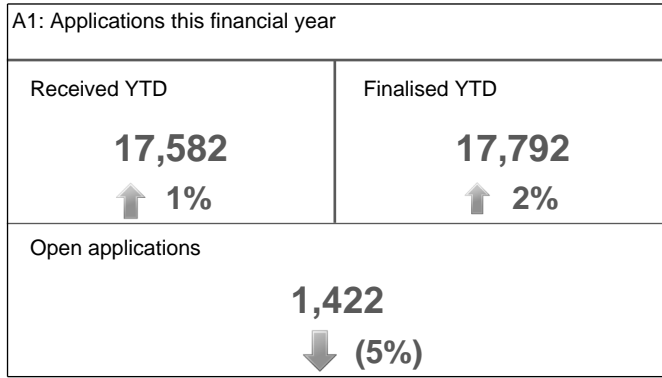 A1: Applications this financial year
Received YTD
17,582
1%
Finalised YTD
17,792
2%
Open applications
1,422
(5%)